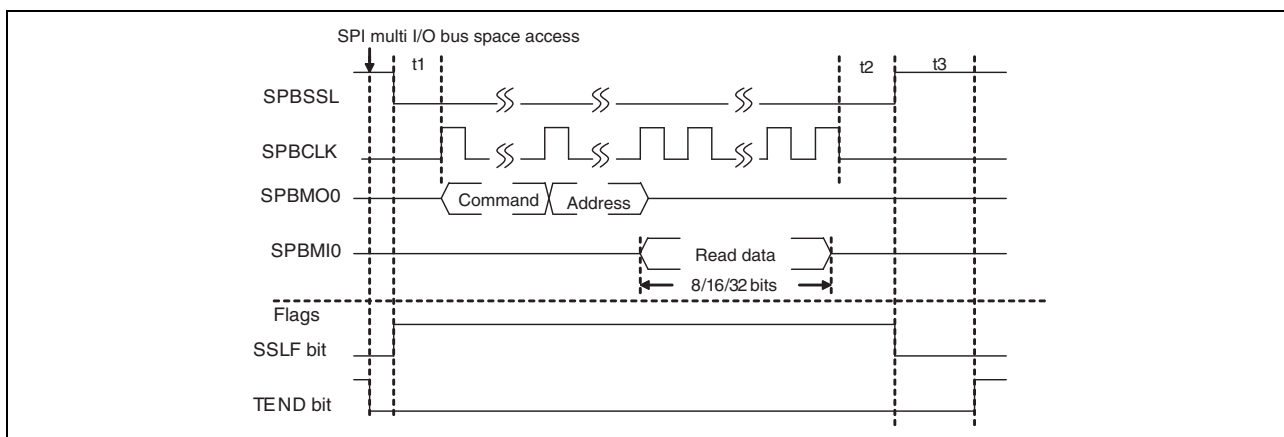 SPI multi I/O bus space access
t1
t2
t3
SPBSSL
SPBCLK
SPBMO0
Command
Address
SPBMI0
Read data
8/16/32 bits
Flags
SSLF bit
TEND bit